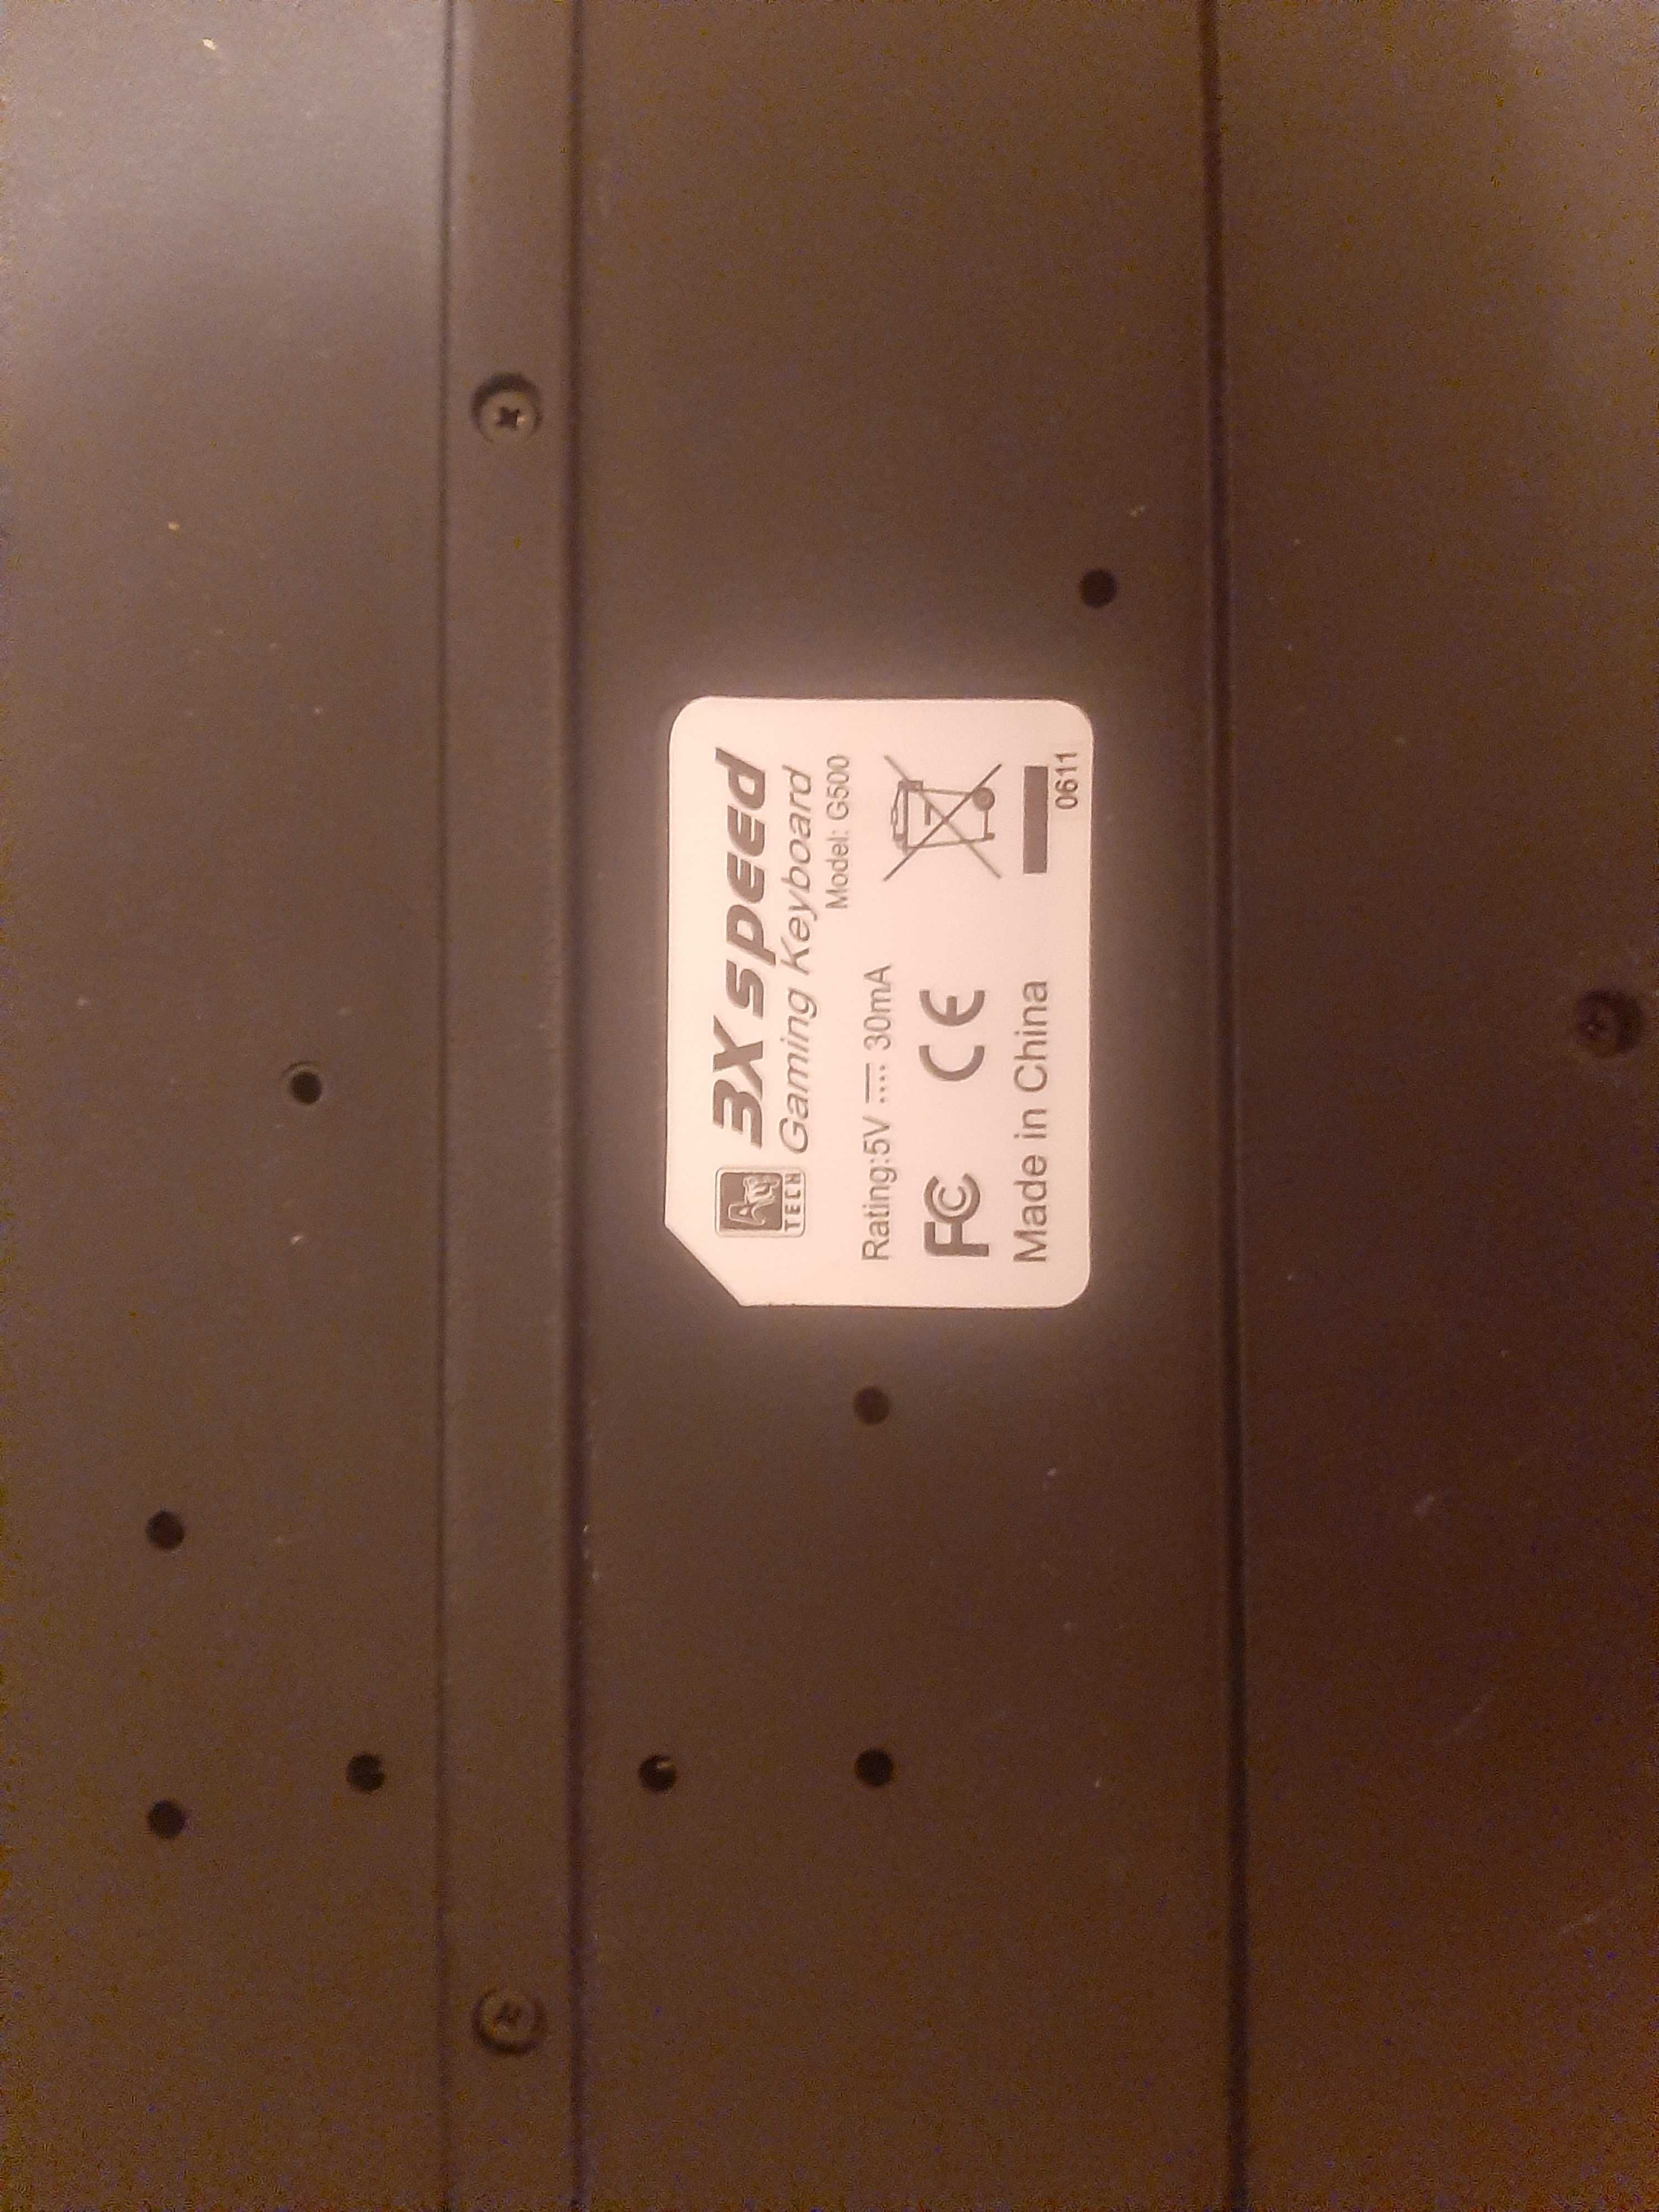 A4 TECH
3X speed
Gaming Keyboard
Model: G500
Rating:5V 30mA
FC CE
Made in China
0611